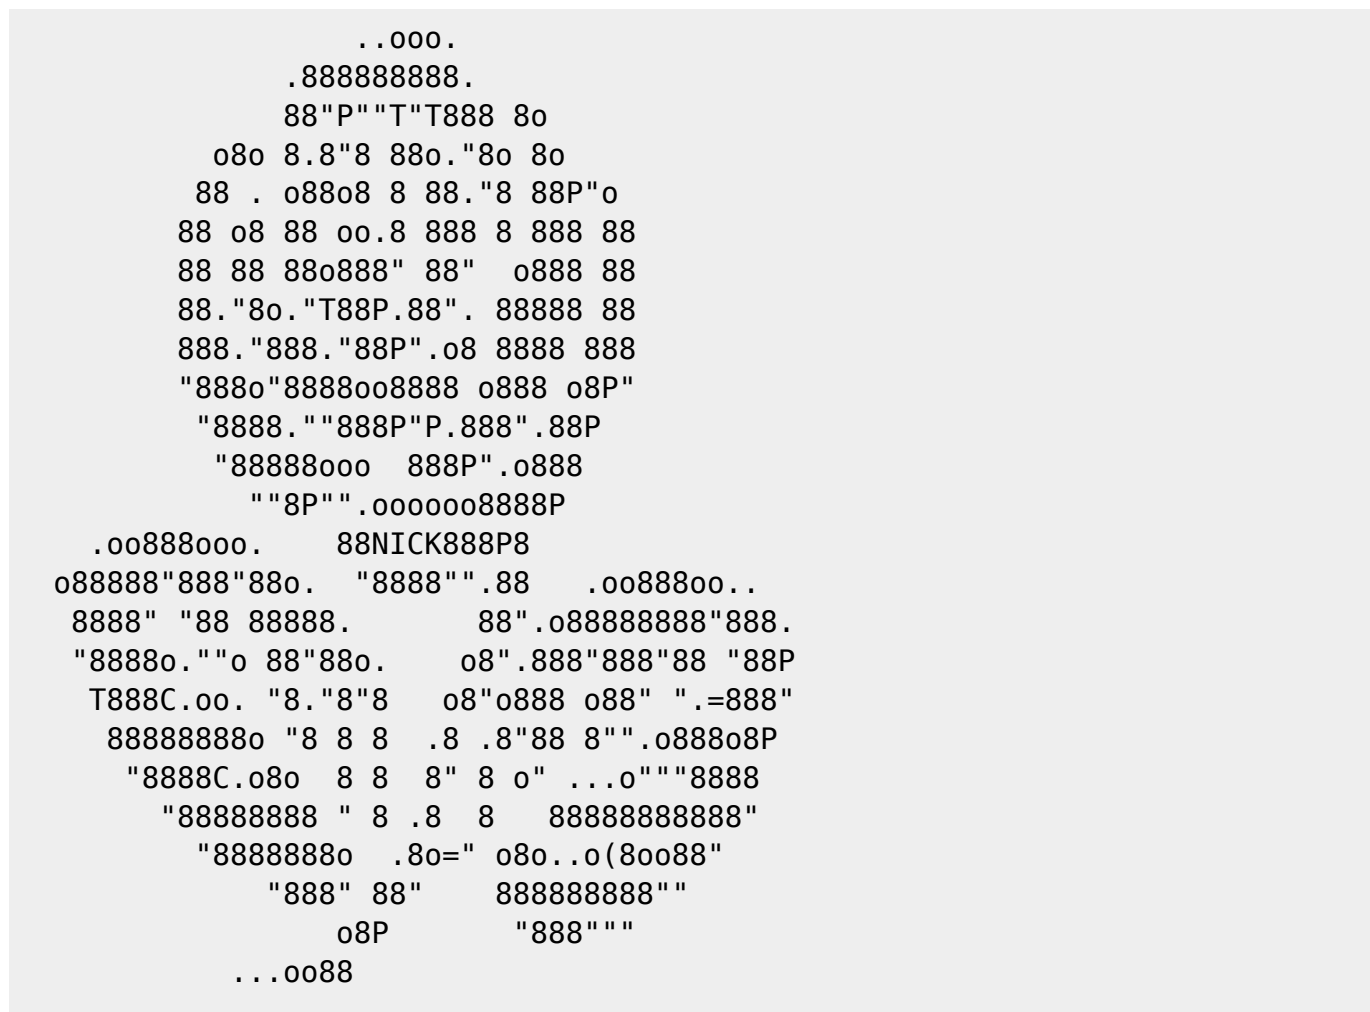 ..ooo.
.888888888.
88"P""T"T888 8o
o8o 8.8"8 88o."8o 8o
88 . o88o8 8 88."8 88P"o
88 o8 88 oo.8 888 8 888 88
88 88 88o888" 88"  o888 88
88."8o."T88P.88". 88888 88
888."888."88P".o8 8888 888
"888o"8888oo8888 o888 o8P"
"8888.""888P"P.888".88P
"88888ooo  888P".o888
""8P"".oooooo8888P
.oo888ooo.    88NICK888P8
o88888"888"88o.  "8888"".88   .oo888oo..
8888" "88 88888.       88".o88888888"888.
"8888o.""o 88"88o.    o8".888"888"88 "88P
T888C.oo. "8."8"8   o8"o888 o88" ".=888"
88888888o "8 8 8  .8 .8"88 8"".o888o8P
"8888C.o8o  8 8  8" 8 o" ...o"""8888
"88888888 " 8 .8  8   88888888888"
"8888888o  .8o=" o8o..o(8oo88"
"888" 88"    888888888""
o8P       "888"""
...oo88